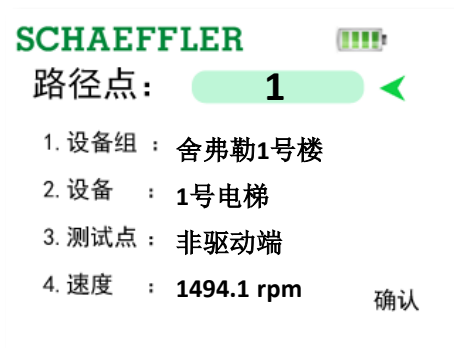 SCHAEFFLER
路径点： 1
1. 设备组 ： 舍弗勒1号楼
2. 设备 ： 1号电梯
3. 测试点 ： 非驱动端
4. 速度 ： 1494.1 rpm
确认